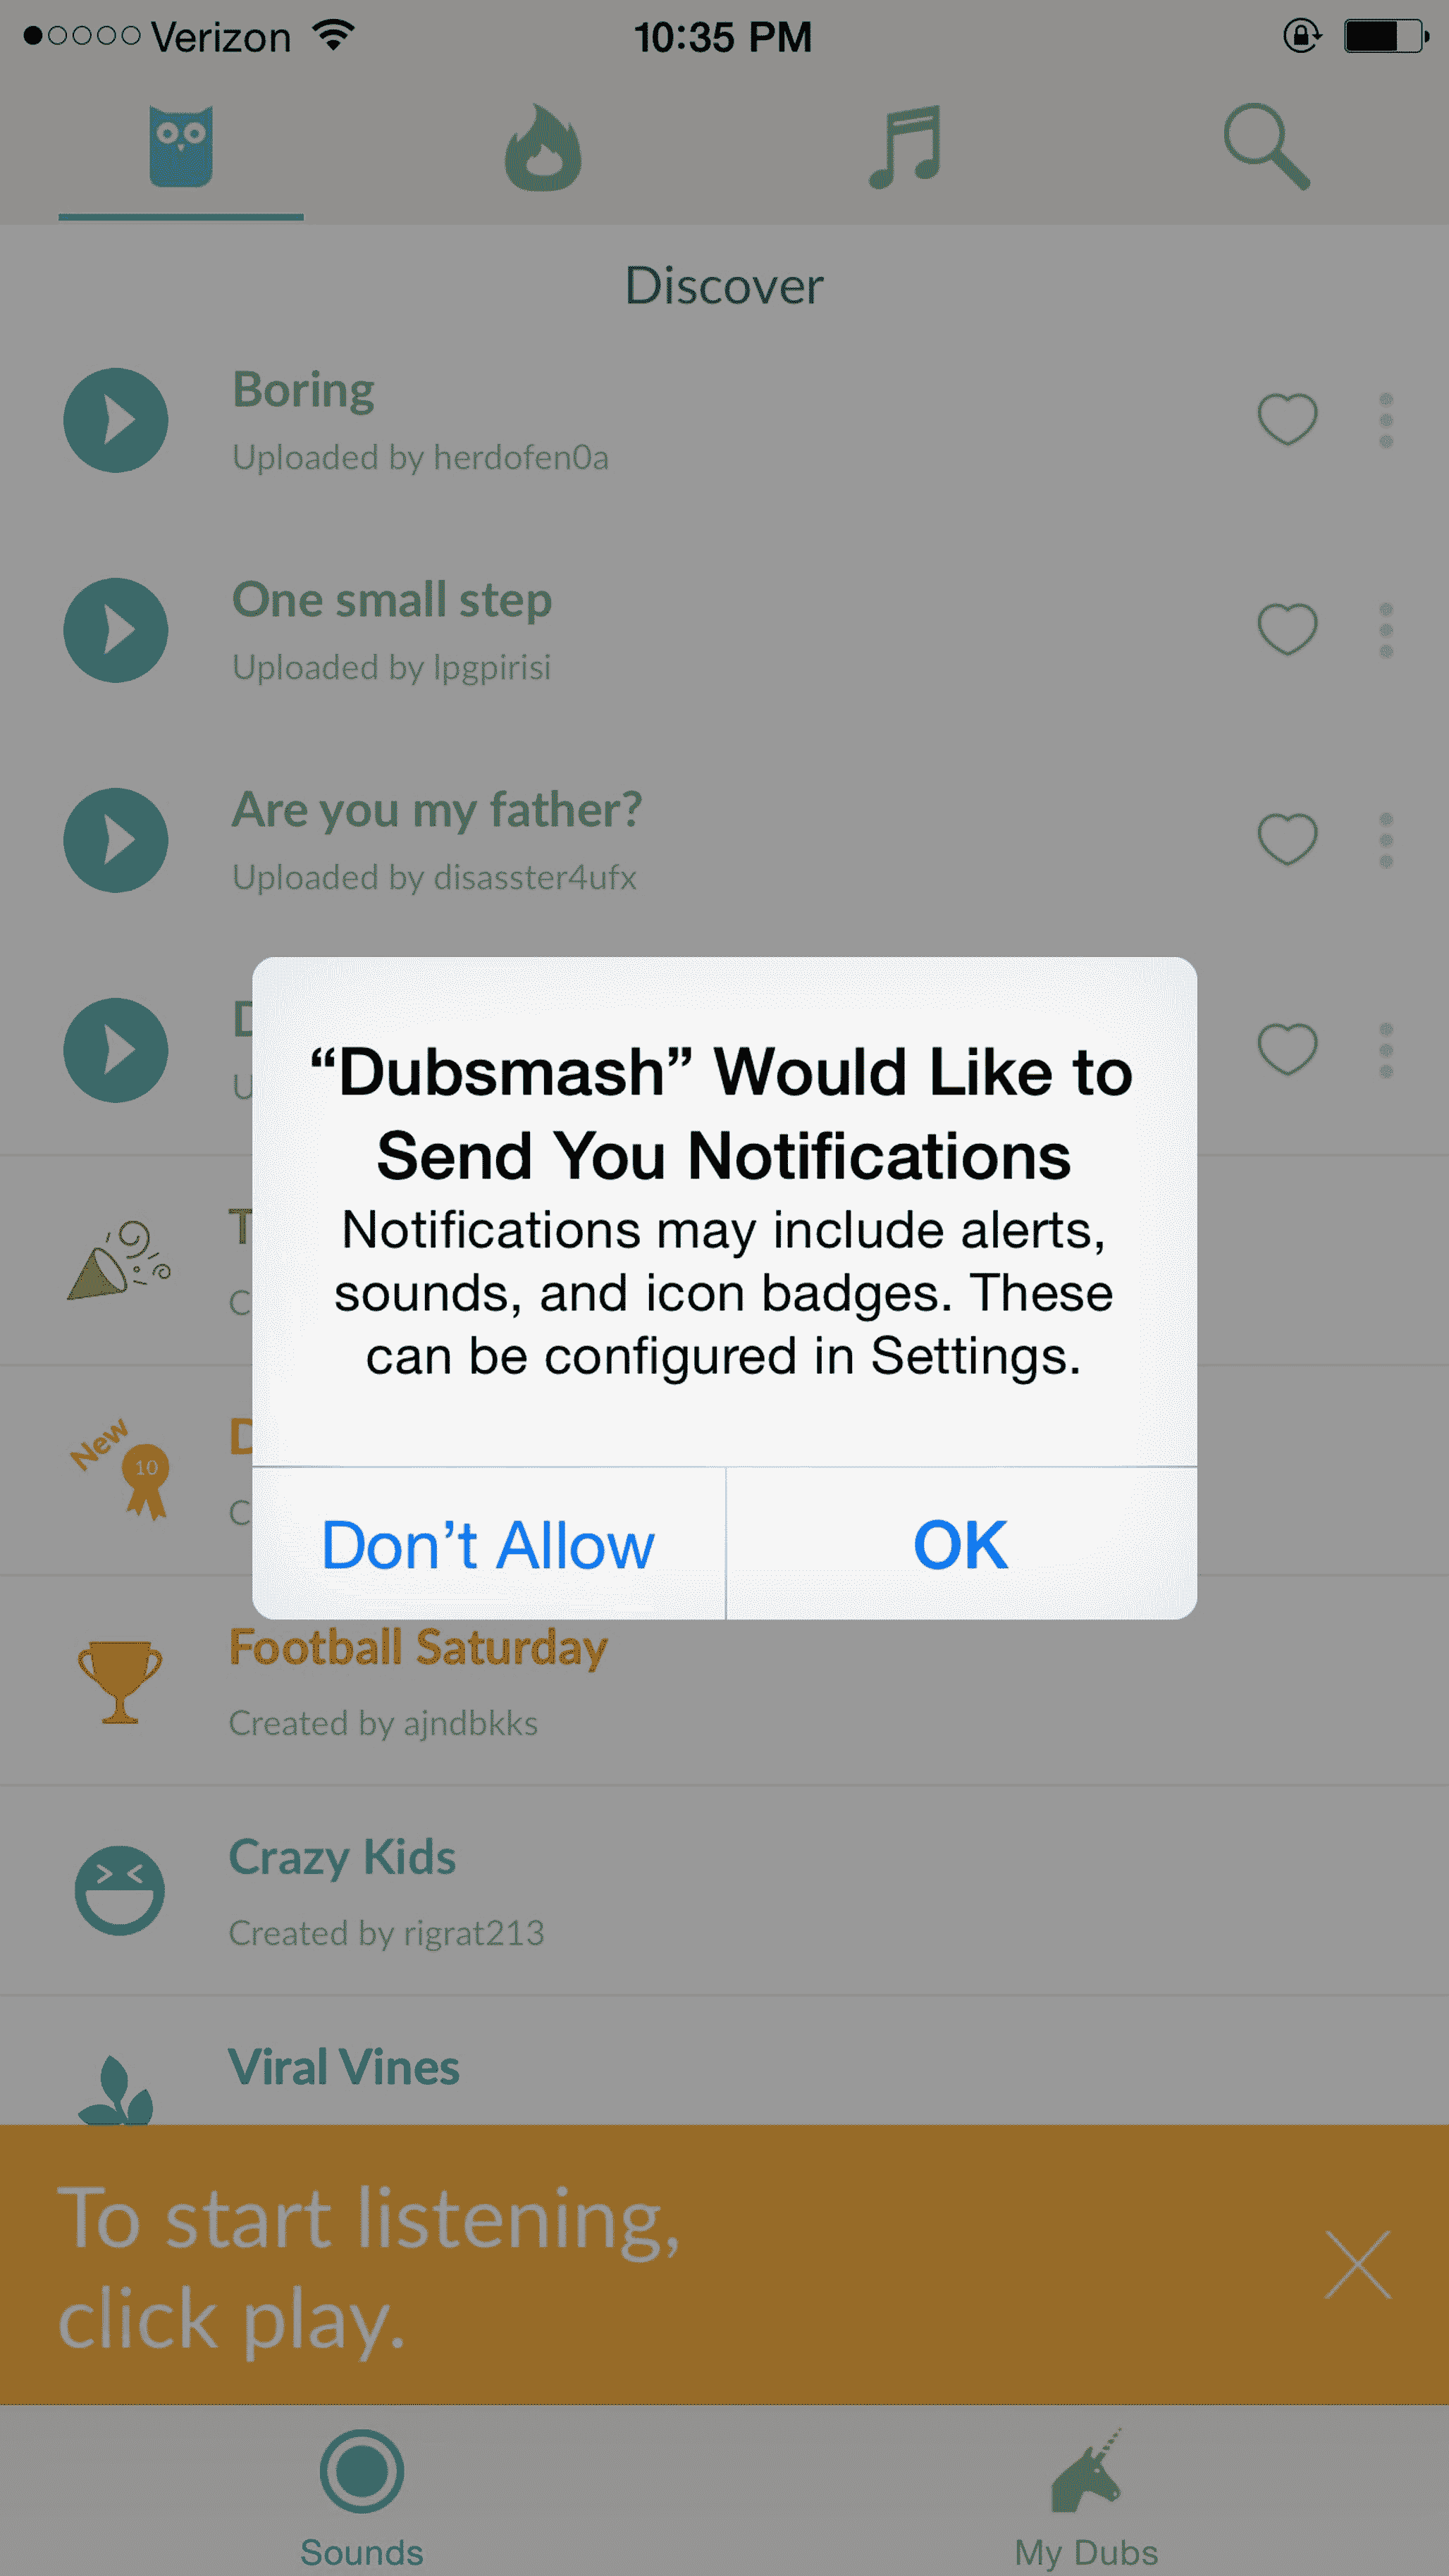 Verizon 10:35 PM
Discover
Boring
Uploaded by herdofen0a
One small step
Uploaded by lpgpirisi
Are you my father?
Uploaded by disasster4ufx
“Dubsmash” Would Like to
Send You Notifications
Notifications may include alerts,
sounds, and icon badges. These
can be configured in Settings.
Don’t Allow
OK
New
10
Football Saturday
Created by ajndbkks
Crazy Kids
Created by rigrat213
Viral Vines
To start listening,
click play.
Sounds
My Dubs